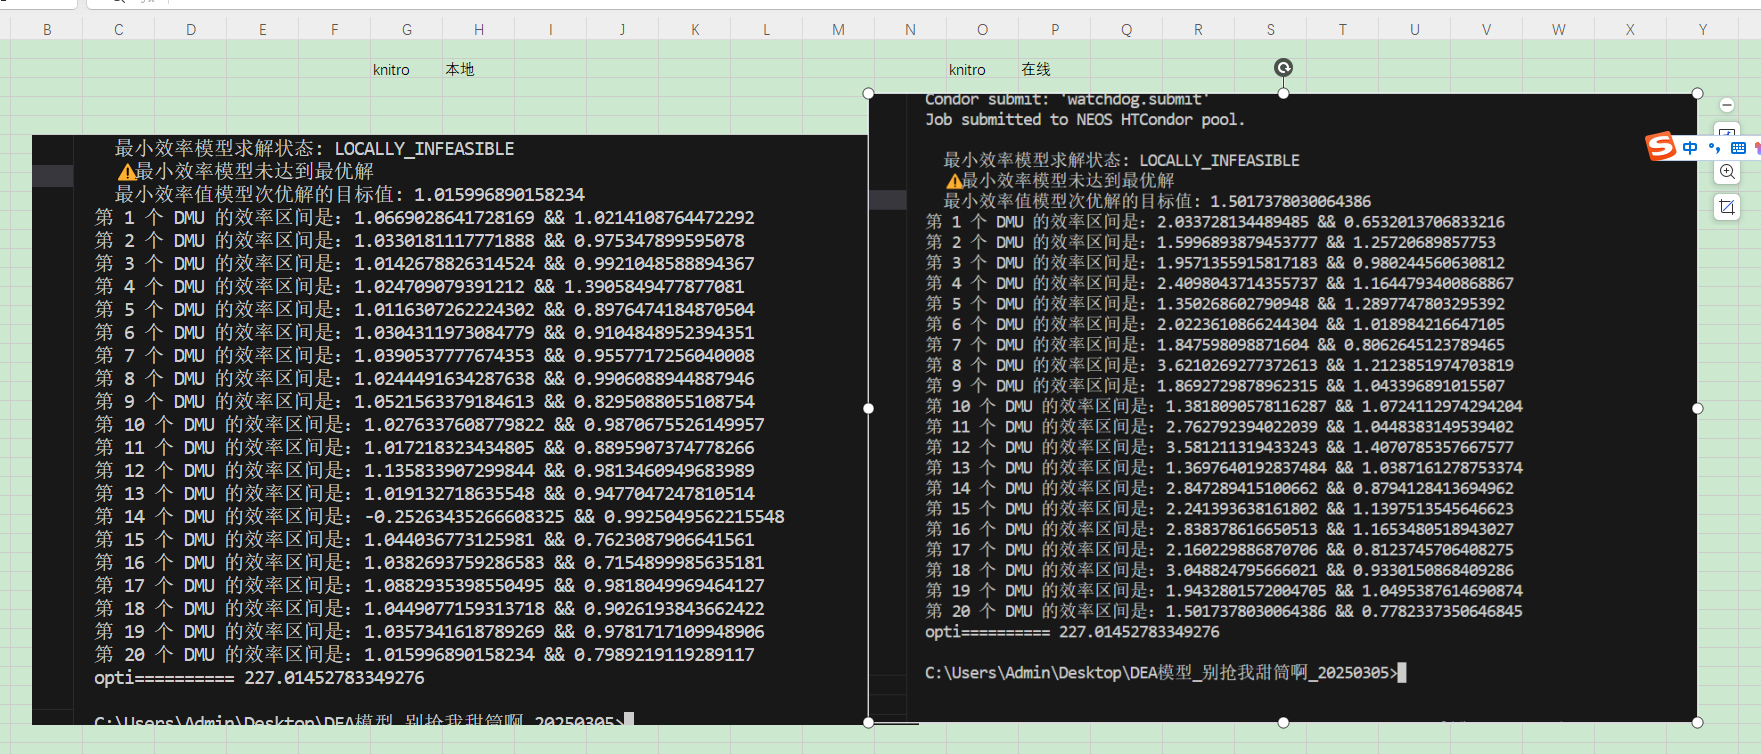 B C D E F G H I J K L M N O P Q R S T U V W X Y
knitro 本地 knitro 在线
最小效率模型求解状态: LOCALLY_INFEASIBLE
⚠最小效率模型未达到最优解
最小效率值模型次优解的目标值: 1.015996890158234
第 1 个 DMU 的效率区间是: 1.0669028641728169 && 1.0214108764472292
第 2 个 DMU 的效率区间是: 1.0330181117771888 && 0.975347899595078
第 3 个 DMU 的效率区间是: 1.0142678826314524 && 0.9921048588894367
第 4 个 DMU 的效率区间是: 1.024709079391212 && 1.3905849477877081
第 5 个 DMU 的效率区间是: 1.0116307262224302 && 0.8976474184870504
第 6 个 DMU 的效率区间是: 1.0304311973084779 && 0.9104848952394351
第 7 个 DMU 的效率区间是: 1.0390537777674353 && 0.9557717256040008
第 8 个 DMU 的效率区间是: 1.0244491634287638 && 0.9906088944887946
第 9 个 DMU 的效率区间是: 1.0521563379184613 && 0.8295088055108754
第 10 个 DMU 的效率区间是: 1.0276337608779822 && 0.9870675526149957
第 11 个 DMU 的效率区间是: 1.017218323434805 && 0.8895907374778266
第 12 个 DMU 的效率区间是: 1.135833907299844 && 0.98134609949683989
第 13 个 DMU 的效率区间是: 1.019132718635548 && 0.9477047247810514
第 14 个 DMU 的效率区间是: -0.25263435266608325 && 0.9925049562215548
第 15 个 DMU 的效率区间是: 1.044036773125981 && 0.7623087906641561
第 16 个 DMU 的效率区间是: 1.0382693759286583 && 0.7154899985635181
第 17 个 DMU 的效率区间是: 1.0882935398550495 && 0.9818049969464127
第 18 个 DMU 的效率区间是: 1.0449077159313718 && 0.9026193843662422
第 19 个 DMU 的效率区间是: 1.0357341618789269 && 0.9781717109948906
第 20 个 DMU 的效率区间是: 1.015996890158234 && 0.7989219119289117
opti========== 227.01452783349276
C:\Users\Admin\Desktop\DEA模型_别抢我甜筒啊_20250305>
Condor submit: 'watchdog.submit'
Job submitted to NEOS HTCondor pool.
最小效率模型求解状态: LOCALLY_INFEASIBLE
⚠最小效率模型未达到最优解
最小效率值模型次优解的目标值: 1.5017378030064386
第 1 个 DMU 的效率区间是: 2.033728134489485 && 0.6532013706833216
第 2 个 DMU 的效率区间是: 1.5996893879453777 && 1.25720689857753
第 3 个 DMU 的效率区间是: 1.9571355915817183 && 0.980244560630812
第 4 个 DMU 的效率区间是: 2.4098043714355737 && 1.1644793400868867
第 5 个 DMU 的效率区间是: 1.350268602790948 && 1.2897747803295392
第 6 个 DMU 的效率区间是: 2.0223610866244304 && 1.018984216647105
第 7 个 DMU 的效率区间是: 1.847598098871604 && 0.8062645123789465
第 8 个 DMU 的效率区间是: 3.6210269277372613 && 1.2123851974703819
第 9 个 DMU 的效率区间是: 1.8692729878962315 && 1.043396891015507
第 10 个 DMU 的效率区间是: 1.3818090578116287 && 1.0724112974294204
第 11 个 DMU 的效率区间是: 2.762792394022039 && 1.0448383149539402
第 12 个 DMU 的效率区间是: 3.581211319433243 && 1.4070785357667577
第 13 个 DMU 的效率区间是: 1.3697640192837484 && 1.0387161278753374
第 14 个 DMU 的效率区间是: 2.847289415100662 && 0.8794128413694962
第 15 个 DMU 的效率区间是: 2.241393638161802 && 1.1397513545646623
第 16 个 DMU 的效率区间是: 2.838378616650513 && 1.1653480518943027
第 17 个 DMU 的效率区间是: 2.160229886870706 && 0.8123745706408275
第 18 个 DMU 的效率区间是: 3.048824795666021 && 0.9330150868409286
第 19 个 DMU 的效率区间是: 1.9432801572004705 && 1.0495387614690874
第 20 个 DMU 的效率区间是: 1.5017378030064386 && 0.7782337350646845
opti========== 227.01452783349276
C:\Users\Admin\Desktop\DEA模型_别抢我甜筒啊_20250305>
中